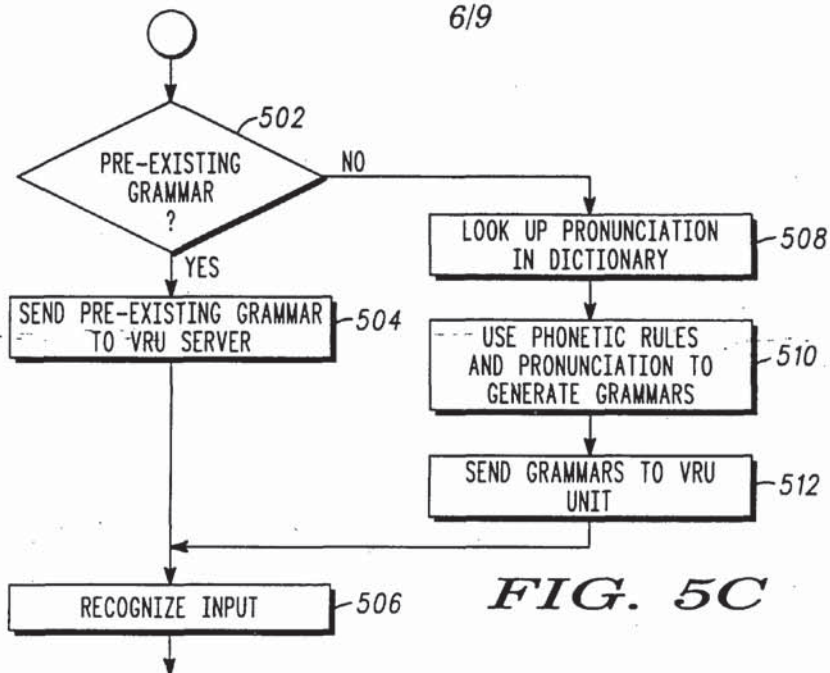 6/9
502
PRE-EXISTING
GRAMMAR
?
NO
YES
SEND PRE-EXISTING GRAMMAR
TO VRU SERVER
504
LOOK UP PRONUNCIATION
IN DICTIONARY
508
USE PHONETIC RULES
AND PRONUNCIATION TO
GENERATE GRAMMARS
510
SEND GRAMMARS TO VRU
UNIT
512
RECOGNIZE INPUT
506
FIG. 5C